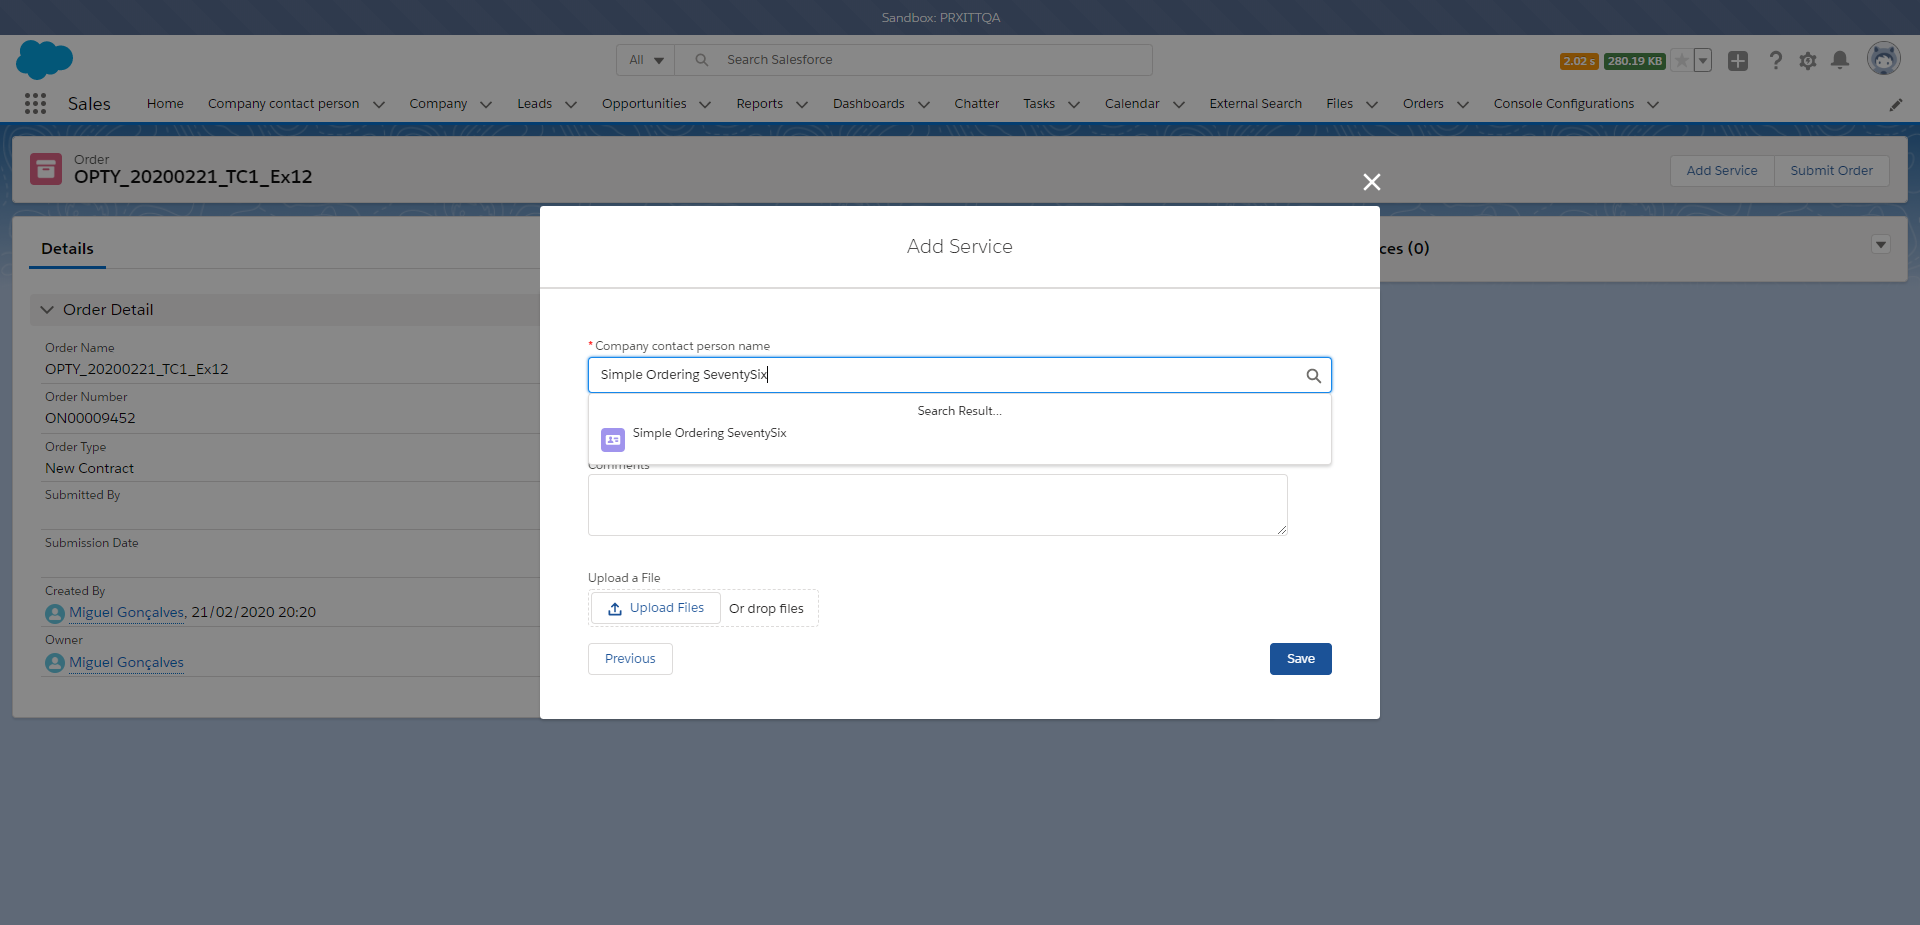 Sandbox: PRXITTQA
All
Search Salesforce
2.02 s
280.19 KB
Sales
Home
Company contact person
Company
Leads
Opportunities
Reports
Dashboards
Chatter
Tasks
Calendar
External Search
Files
Orders
Console Configurations
Order
OPTY_20200221_TC1_Ex12
Add Service
Submit Order
Details
ces (0)
Order Detail
Order Name
OPTY_20200221_TC1_Ex12
Order Number
ON00009452
Order Type
New Contract
Submitted By
Submission Date
Created By
Miguel Gonçalves, 21/02/2020 20:20
Owner
Miguel Gonçalves
Add Service
* Company contact person name
Simple Ordering SeventySix
Search Result...
Simple Ordering SeventySix
Comments
Upload a File
Upload Files
Or drop files
Previous
Save